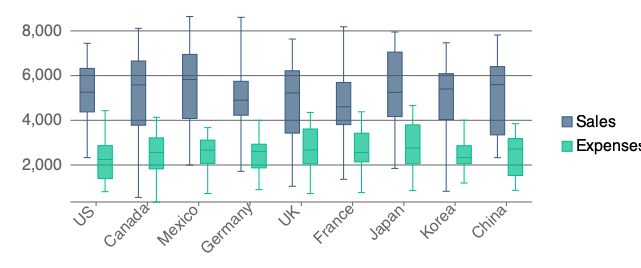 8,000
6,000
4,000
2,000
US
Canada
Mexico
Germany
UK
France
Japan
Korea
China
Sales
Expenses